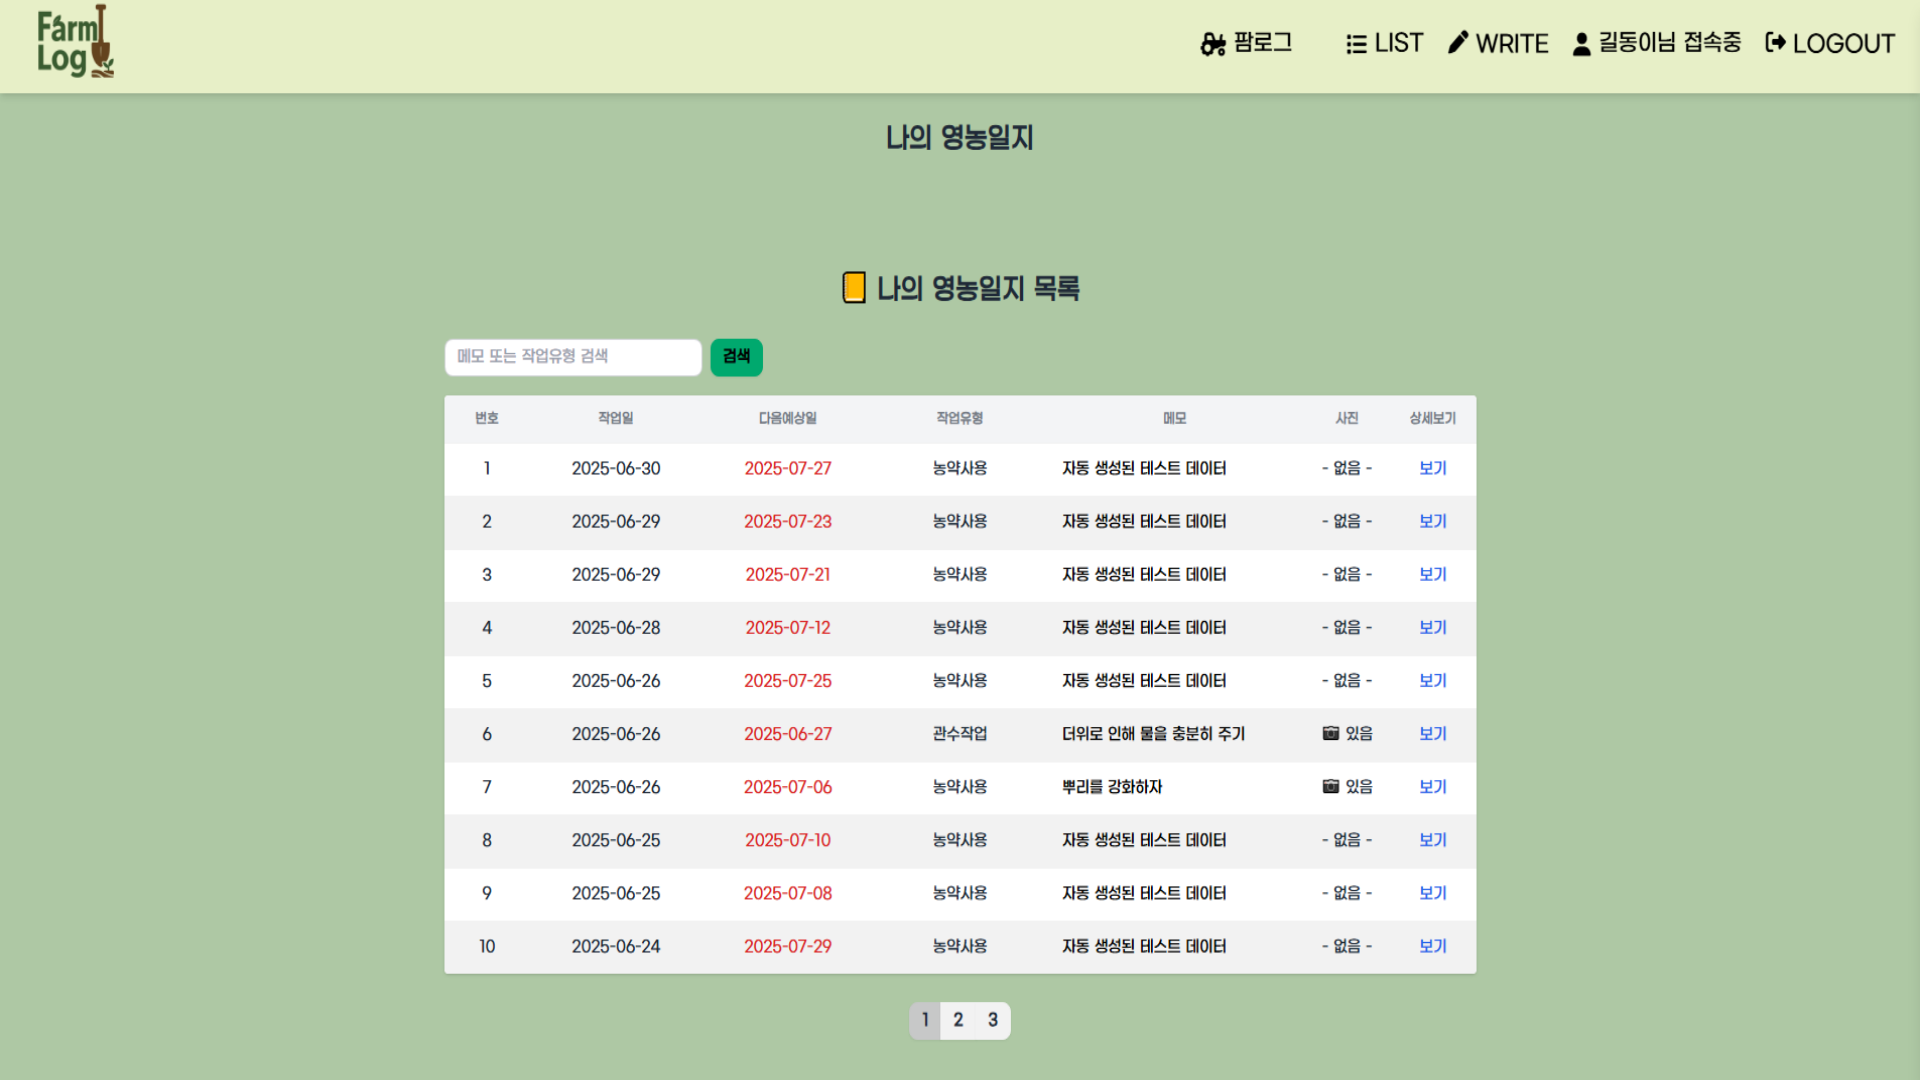 Farm
Log
팜로그 LIST WRITE 길동이님 접속중 LOGOUT
나의 영농일지
나의 영농일지 목록
메모 또는 작업유형 검색 검색
번호 작업일 다음예상일 작업유형 메모 사진 상세보기
1 2025-06-30 2025-07-27 농약사용 자동 생성된 테스트 데이터 - 없음 - 보기
2 2025-06-29 2025-07-23 농약사용 자동 생성된 테스트 데이터 - 없음 - 보기
3 2025-06-29 2025-07-21 농약사용 자동 생성된 테스트 데이터 - 없음 - 보기
4 2025-06-28 2025-07-12 농약사용 자동 생성된 테스트 데이터 - 없음 - 보기
5 2025-06-26 2025-07-25 농약사용 자동 생성된 테스트 데이터 - 없음 - 보기
6 2025-06-26 2025-06-27 관수작업 더위로 인해 물을 충분히 주기 있음 보기
7 2025-06-26 2025-07-06 농약사용 뿌리를 강화하자 있음 보기
8 2025-06-25 2025-07-10 농약사용 자동 생성된 테스트 데이터 - 없음 - 보기
9 2025-06-25 2025-07-08 농약사용 자동 생성된 테스트 데이터 - 없음 - 보기
10 2025-06-24 2025-07-29 농약사용 자동 생성된 테스트 데이터 - 없음 - 보기
1 2 3